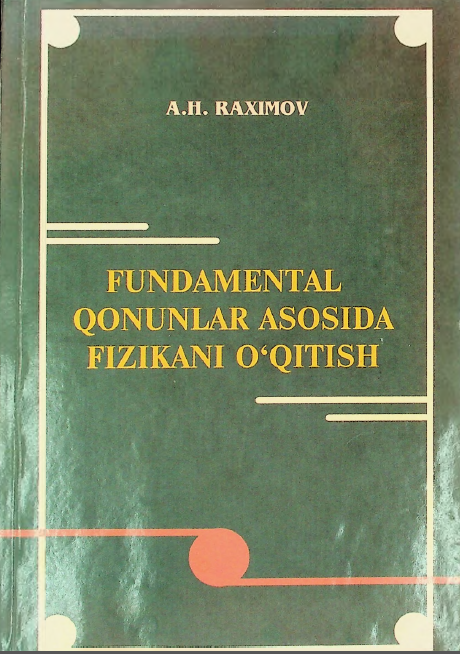 A.H. RAXIMOV
FUNDAMENTAL
QONUNLAR ASOSIDA
FIZIKANI O‘QITISH